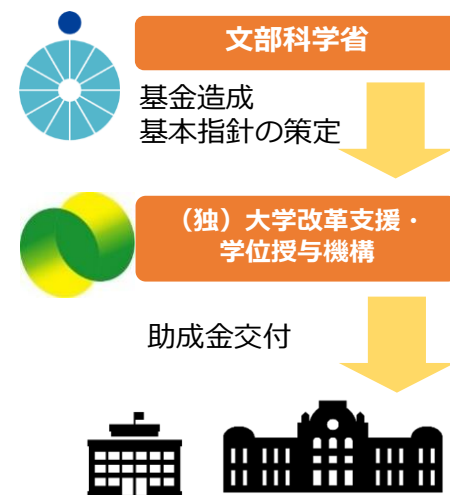 文部科学省
基金造成
基本指針の策定
（独）大学改革支援・
学位授与機構
助成金交付